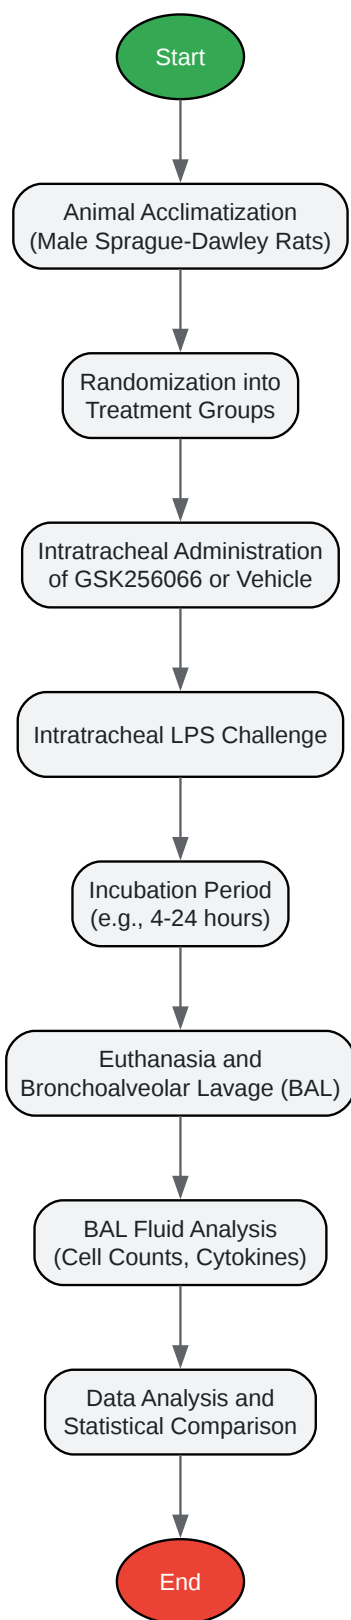 Start
Animal Acclimatization
(Male Sprague-Dawley Rats)
Randomization into
Treatment Groups
Intratracheal Administration
of GSK256066 or Vehicle
Intratracheal LPS Challenge
Incubation Period
(e.g., 4-24 hours)
Euthanasia and
Bronchoalveolar Lavage (BAL)
BAL Fluid Analysis
(Cell Counts, Cytokines)
Data Analysis and
Statistical Comparison
End